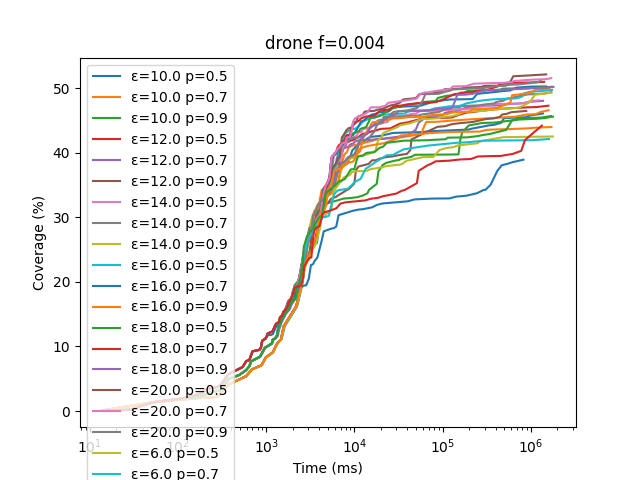 drone f=0.004
Coverage (%)
50
40
30
20
10
0
ε=10.0 p=0.5
ε=10.0 p=0.7
ε=10.0 p=0.9
ε=12.0 p=0.5
ε=12.0 p=0.7
ε=12.0 p=0.9
ε=14.0 p=0.5
ε=14.0 p=0.7
ε=14.0 p=0.9
ε=16.0 p=0.5
ε=16.0 p=0.7
ε=16.0 p=0.9
ε=18.0 p=0.5
ε=18.0 p=0.7
ε=18.0 p=0.9
ε=20.0 p=0.5
ε=20.0 p=0.7
ε=20.0 p=0.9
ε=6.0 p=0.5
ε=6.0 p=0.7
10¹ 10² 10³ 10⁴ 10⁵ 10⁶
Time (ms)